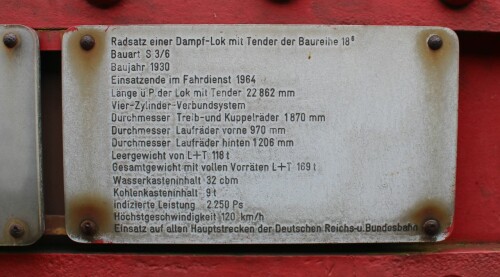 Radsatz einer Dampf-Lok mit Tender der Baureihe 18⁶
Bauart S 3/6
Baujahr 1930
Einsatzende im Fahrdienst 1964
Länge ü.P. der Lok mit Tender 22 862 mm
Vier-Zylinder-Verbundsystem
Durchmesser Treib-und Kuppelräder 1 870 mm
Durchmesser Laufräder vorne 970 mm
Durchmesser Laufräder hinten 1 206 mm
Leergewicht von L+T 118 t
Gesamtgewicht mit vollen Vorräten L+T 169 t
Wasserkasteninhalt 32 cbm
Kohlenkasteninhalt 9 t
indizierte Leistung 2.250 Ps
Höchstgeschwindigkeit 120 km/h
Einsatz auf allen Hauptstrecken der Deutschen Reichs-u. Bundesbahn